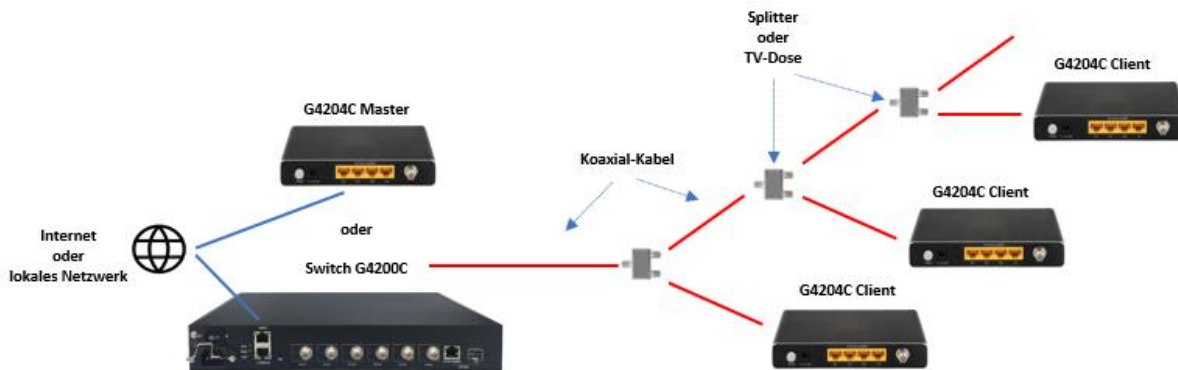 Splitter
oder
TV-Dose
G4204C Client
G4204C Master
Koaxial-Kabel
G4204C Client
Internet
oder
lokales Netzwerk
oder
Switch G4200C
G4204C Client